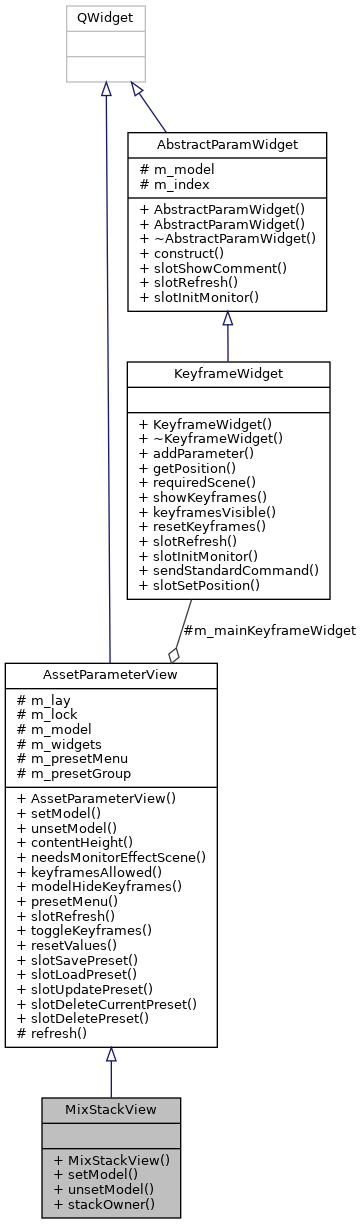 QWidget
AbstractParamWidget
# m_model
# m_index
+ AbstractParamWidget()
+ AbstractParamWidget()
+ ~AbstractParamWidget()
+ construct()
+ slotShowComment()
+ slotRefresh()
+ slotInitMonitor()
KeyframeWidget
+ KeyframeWidget()
+ ~KeyframeWidget()
+ addParameter()
+ getPosition()
+ requiredScene()
+ showKeyframes()
+ keyframesVisible()
+ resetKeyframes()
+ slotRefresh()
+ slotInitMonitor()
+ sendStandardCommand()
+ slotSetPosition()
#m_mainKeyframeWidget
AssetParameterView
# m_lay
# m_lock
# m_model
# m_widgets
# m_presetMenu
# m_presetGroup
+ AssetParameterView()
+ setModel()
+ unsetModel()
+ contentHeight()
+ needsMonitorEffectScene()
+ keyframesAllowed()
+ modelHideKeyframes()
+ presetMenu()
+ slotRefresh()
+ toggleKeyframes()
+ resetValues()
+ slotSavePreset()
+ slotLoadPreset()
+ slotUpdatePreset()
+ slotDeleteCurrentPreset()
+ slotDeletePreset()
# refresh()
MixStackView
+ MixStackView()
+ setModel()
+ unsetModel()
+ stackOwner()